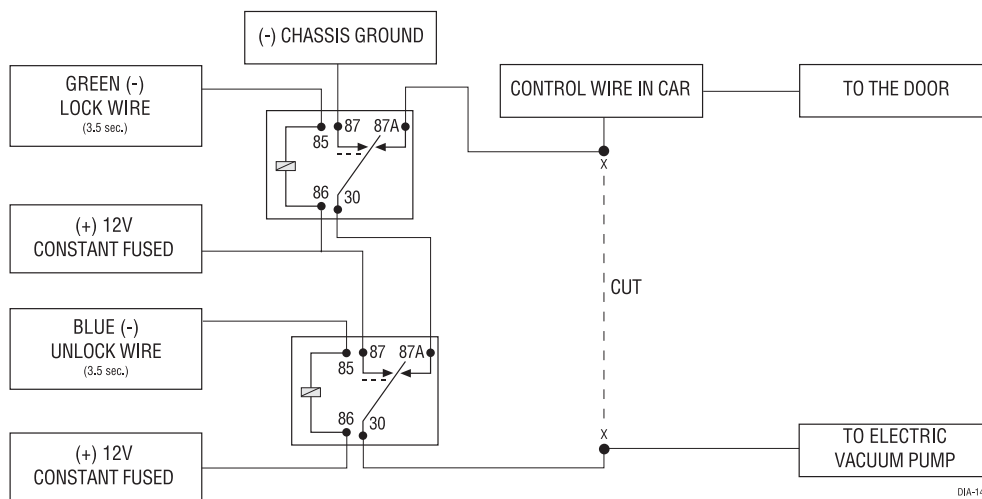 (-) CHASSIS GROUND
GREEN (-)
LOCK WIRE
(3.5 sec.)
CONTROL WIRE IN CAR
TO THE DOOR
85
87
87A
X
86
30
(+) 12V
CONSTANT FUSED
CUT
BLUE (-)
UNLOCK WIRE
(3.5 sec.)
85
87
87A
86
30
X
(+) 12V
CONSTANT FUSED
TO ELECTRIC
VACUUM PUMP